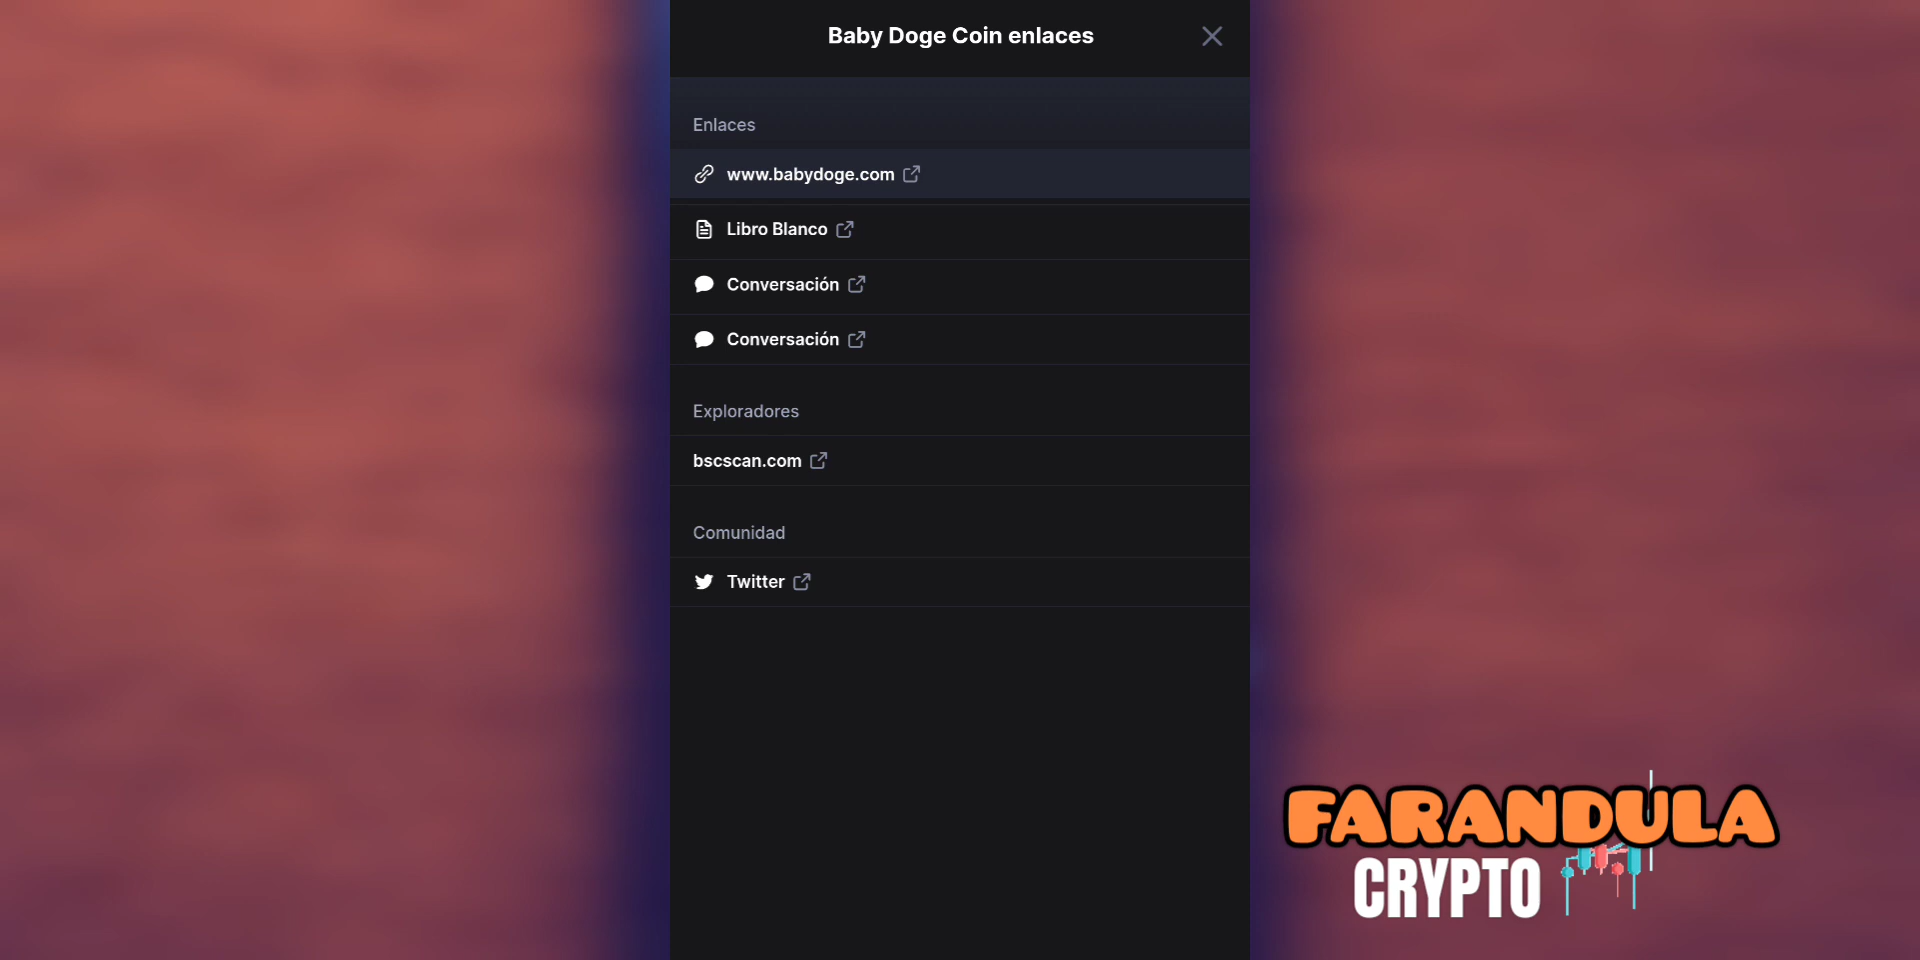 Baby Doge Coin enlaces
Enlaces
www.babydoge.com
Libro Blanco
Conversación
Conversación
Exploradores
bscscan.com
Comunidad
Twitter
FARANDULA
CRYPTO